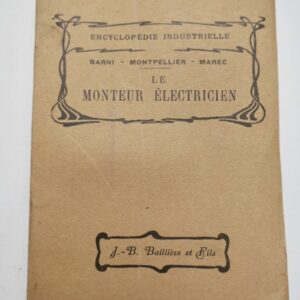 ENCYCLOPÉDIE INDUSTRIELLE
BARNI - MONTPELLIER - MAREC
LE
MONTEUR ÉLECTRICIEN
J.-B. Baillière et Fils